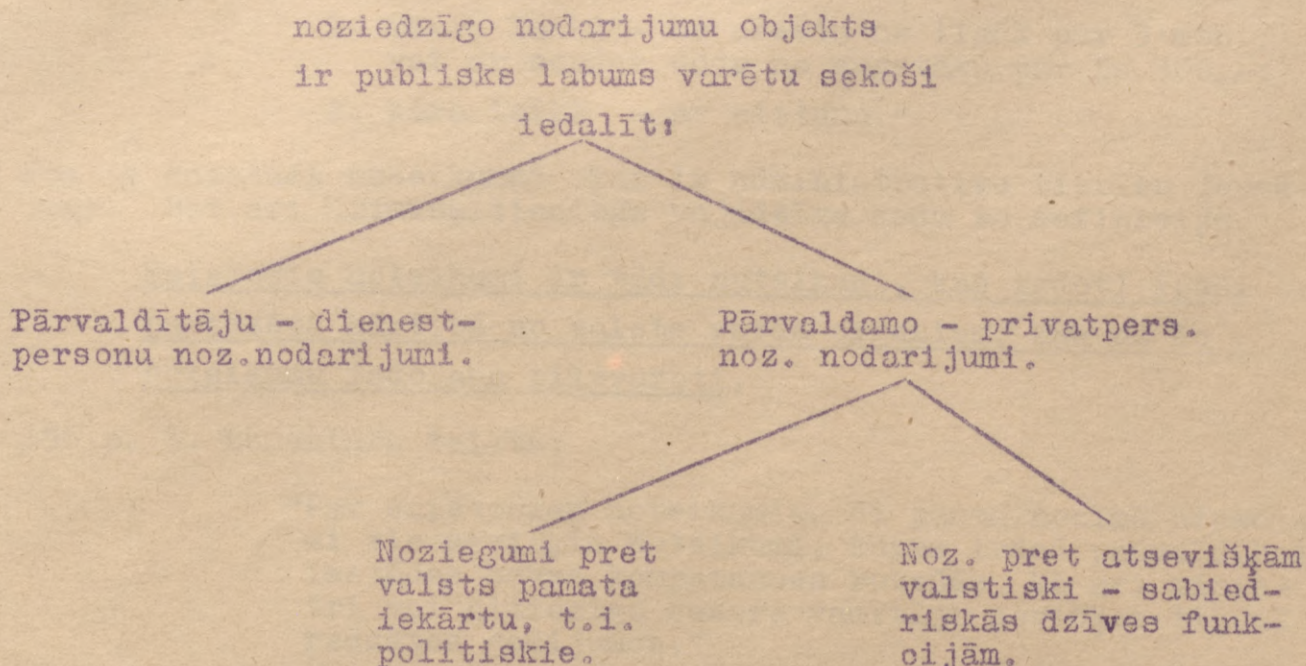 noziedzīgo nodarijumu objekts
ir publisks labums varētu sekoši
iedalīt:
Pārvaldītāju - dienest-
personu noz.nodarijumi.
Pārvaldamo - privatpers.
noz. nodarijumi.
Noziegumi pret
valsts pamata
iekārtu, t.i.
politiskie.
Noz. pret atsevišķām
valstiski - sabied-
riskās dzīves funk-
cijām.